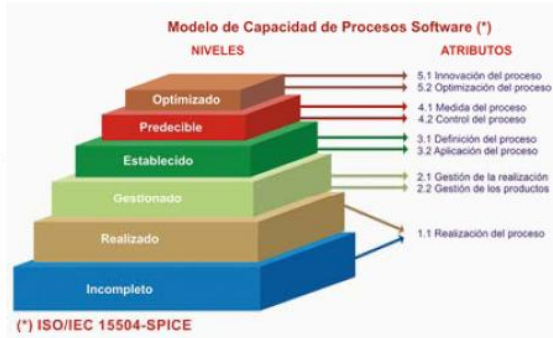 Modelo de Capacidad de Procesos Software (*)
NIVELES
ATRIBUTOS
Optimizado
5.1 Innovación del proceso
5.2 Optimización del proceso
Predecible
4.1 Medida del proceso
4.2 Control del proceso
Establecido
3.1 Definición del proceso
3.2 Aplicación del proceso
Gestionado
2.1 Gestión de la realización
2.2 Gestión de los productos
Realizado
1.1 Realización del proceso
Incompleto
(*) ISO/IEC 15504-SPICE